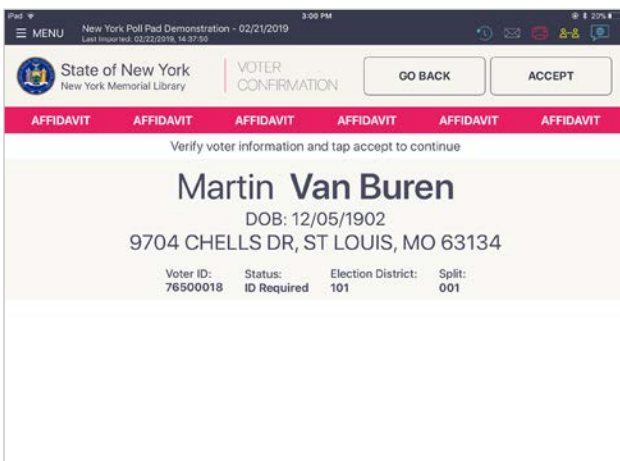 iPad
3:00 PM
20%
MENU
New York Poll Pad Demonstration - 02/21/2019
Last Imported: 02/22/2019, 14:37:50
State of New York
New York Memorial Library
VOTER
CONFIRMATION
GO BACK
ACCEPT
AFFIDAVIT AFFIDAVIT AFFIDAVIT AFFIDAVIT AFFIDAVIT AFFIDAVIT
Verify voter information and tap accept to continue
Martin Van Buren
DOB: 12/05/1902
9704 CHELLS DR, ST LOUIS, MO 63134
Voter ID: Status: Election District: Split:
76500018 ID Required 101 001